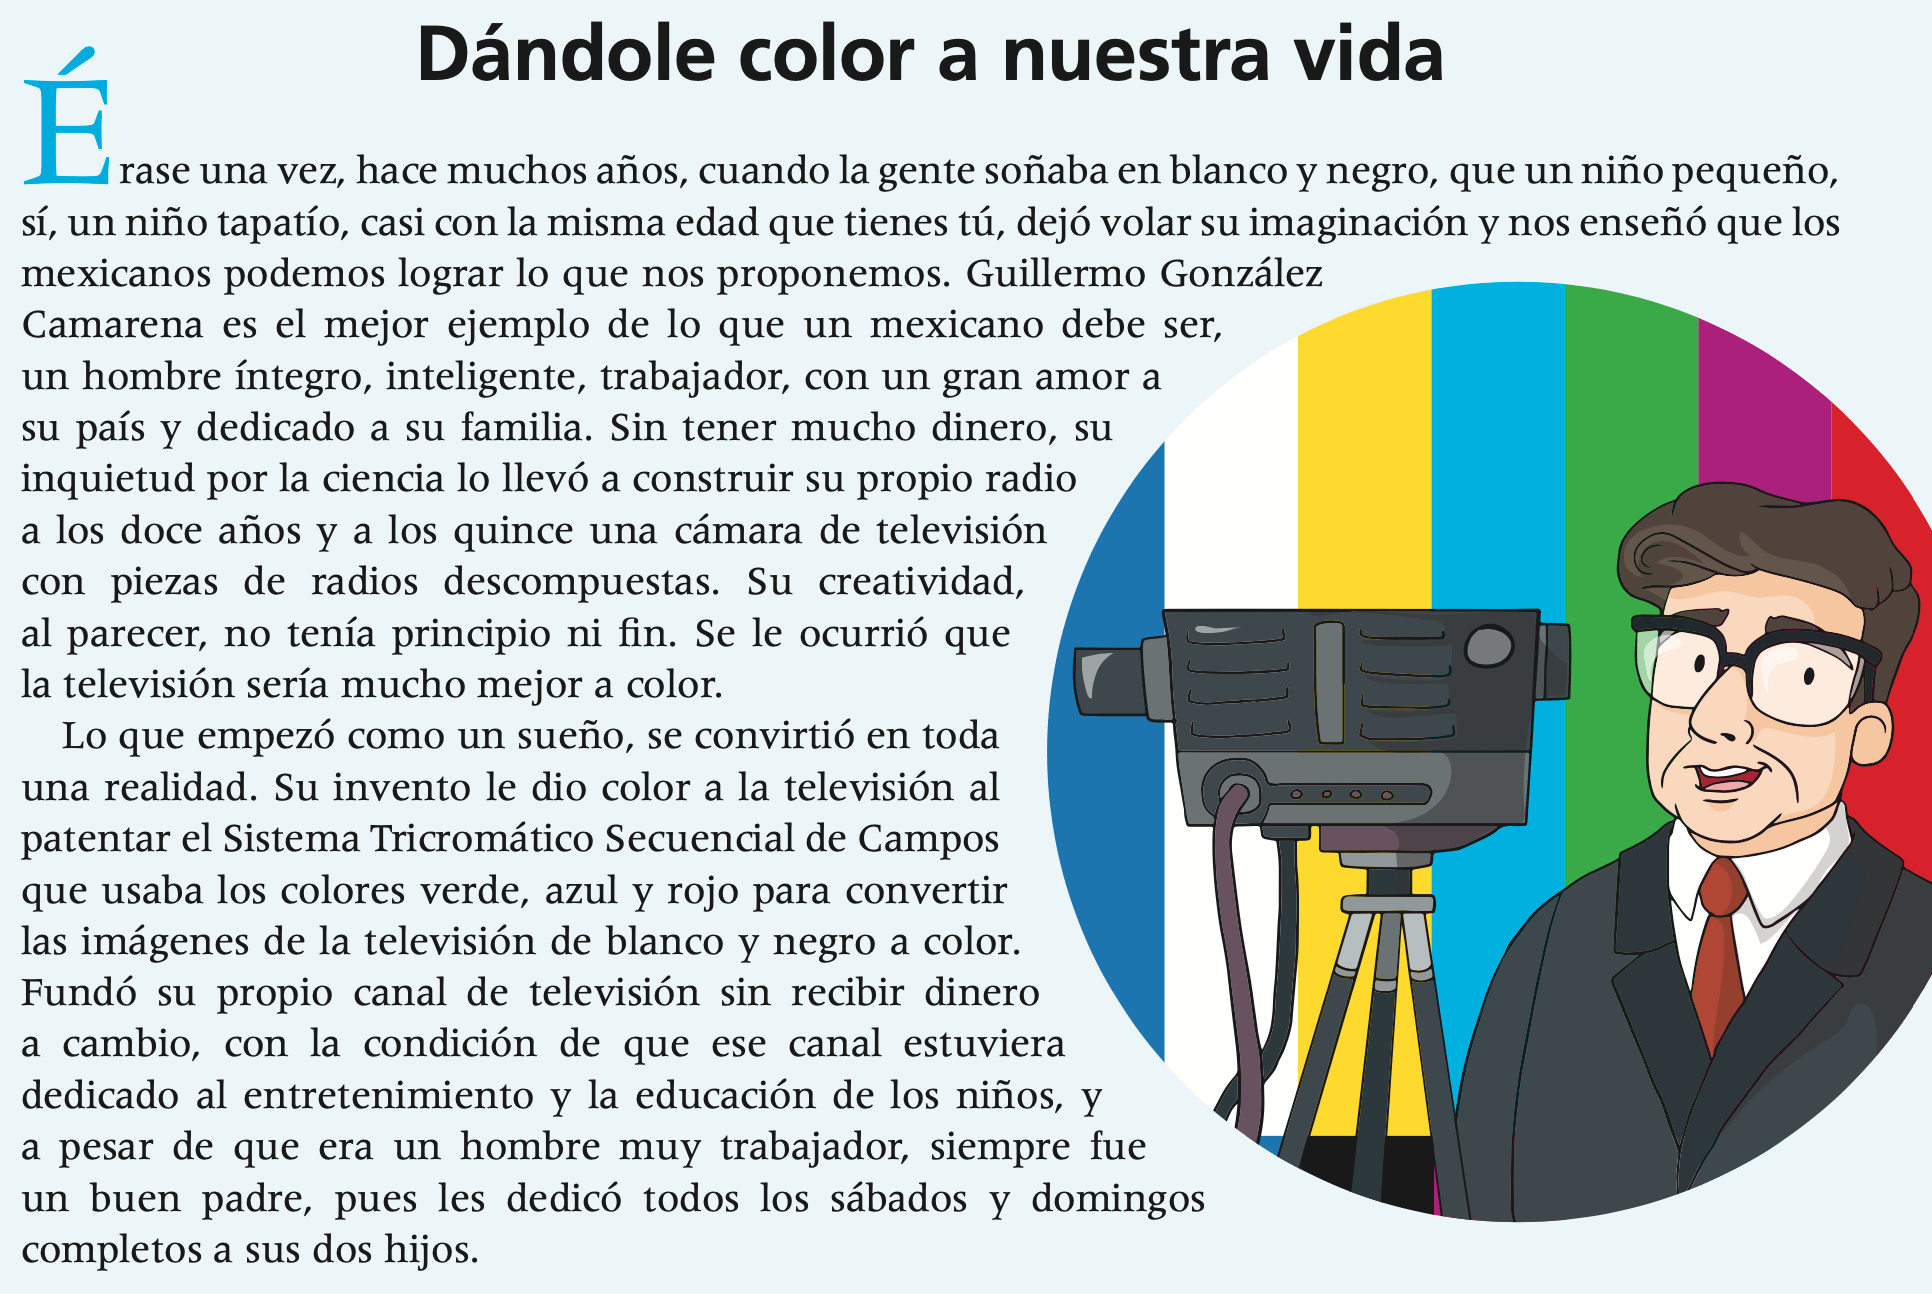 Dándole color a nuestra vida
Érase una vez, hace muchos años, cuando la gente soñaba en blanco y negro, que un niño pequeño,
sí, un niño tapatío, casi con la misma edad que tienes tú, dejó volar su imaginación y nos enseñó que los
mexicanos podemos lograr lo que nos proponemos. Guillermo González
Camarena es el mejor ejemplo de lo que un mexicano debe ser,
un hombre íntegro, inteligente, trabajador, con un gran amor a
su país y dedicado a su familia. Sin tener mucho dinero, su
inquietud por la ciencia lo llevó a construir su propio radio
a los doce años y a los quince una cámara de televisión
con piezas de radios descompuestas. Su creatividad,
al parecer, no tenía principio ni fin. Se le ocurrió que
la televisión sería mucho mejor a color.
Lo que empezó como un sueño, se convirtió en toda
una realidad. Su invento le dio color a la televisión al
patentar el Sistema Tricromático Secuencial de Campos
que usaba los colores verde, azul y rojo para convertir
las imágenes de la televisión de blanco y negro a color.
Fundó su propio canal de televisión sin recibir dinero
a cambio, con la condición de que ese canal estuviera
dedicado al entretenimiento y la educación de los niños, y
a pesar de que era un hombre muy trabajador, siempre fue
un buen padre, pues les dedicó todos los sábados y domingos
completos a sus dos hijos.